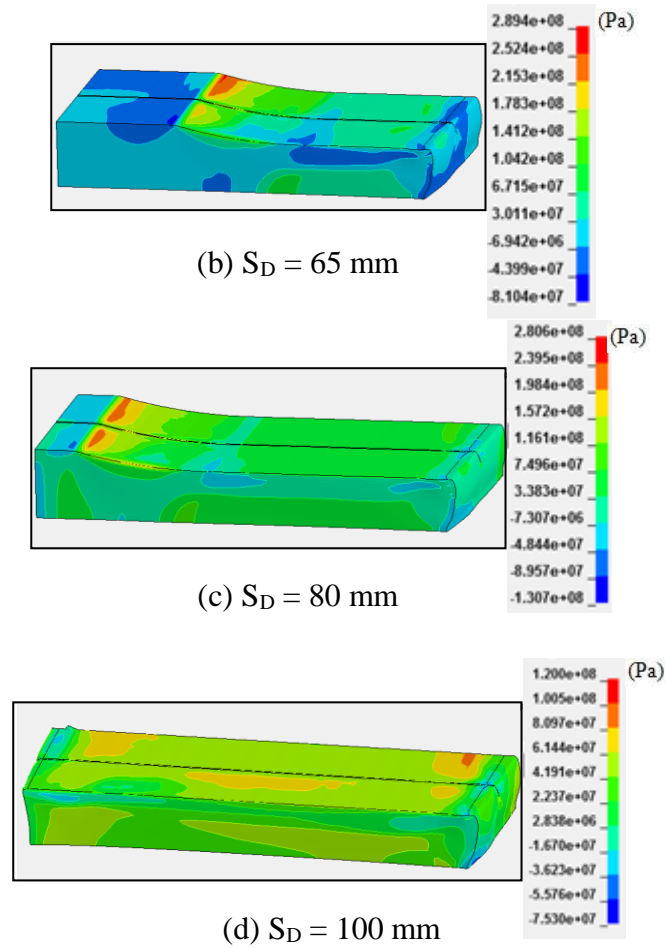 2.894e+08 (Pa)
2.524e+08
2.153e+08
1.783e+08
1.412e+08
1.042e+08
6.715e+07
3.011e+07
-6.942e+06
-4.399e+07
-8.104e+07
(b) S_D = 65 mm
2.806e+08 (Pa)
2.395e+08
1.984e+08
1.572e+08
1.161e+08
7.496e+07
3.383e+07
-7.307e+06
-4.844e+07
-8.957e+07
-1.307e+08
(c) S_D = 80 mm
1.200e+08 (Pa)
1.005e+08
8.097e+07
6.144e+07
4.191e+07
2.237e+07
2.838e+06
-1.670e+07
-3.623e+07
-5.576e+07
-7.530e+07
(d) S_D = 100 mm